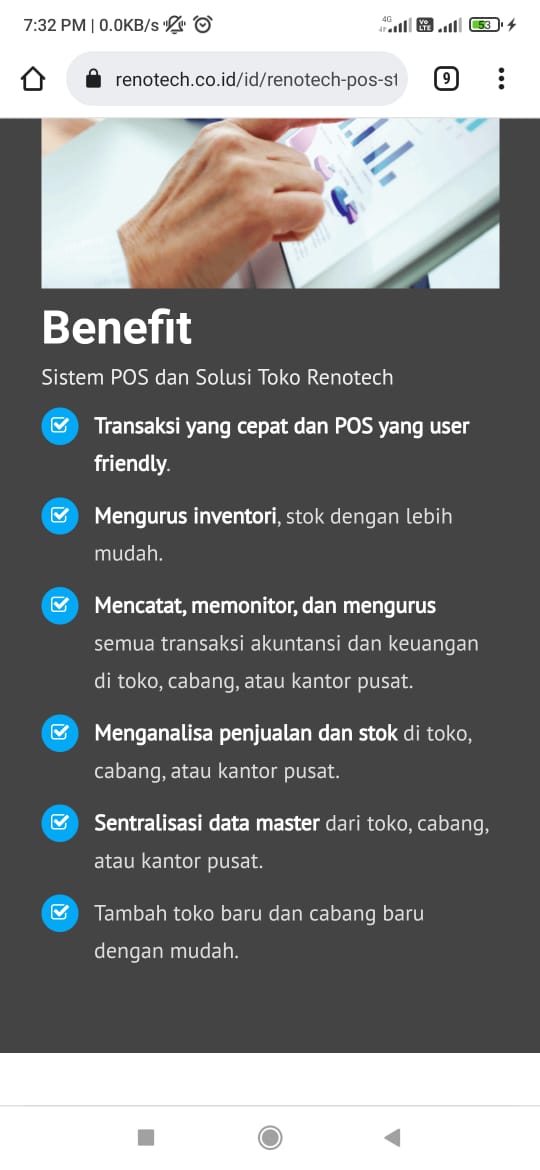 7:32 PM | 0.0KB/s
4G
Vo
LTE
53
renotech.co.id/id/renotech-pos-st
9
Benefit
Sistem POS dan Solusi Toko Renotech
Transaksi yang cepat dan POS yang user
friendly.
Mengurus inventori, stok dengan lebih
mudah.
Mencatat, memonitor, dan mengurus
semua transaksi akuntansi dan keuangan
di toko, cabang, atau kantor pusat.
Menganalisa penjualan dan stok di toko,
cabang, atau kantor pusat.
Sentralisasi data master dari toko, cabang,
atau kantor pusat.
Tambah toko baru dan cabang baru
dengan mudah.